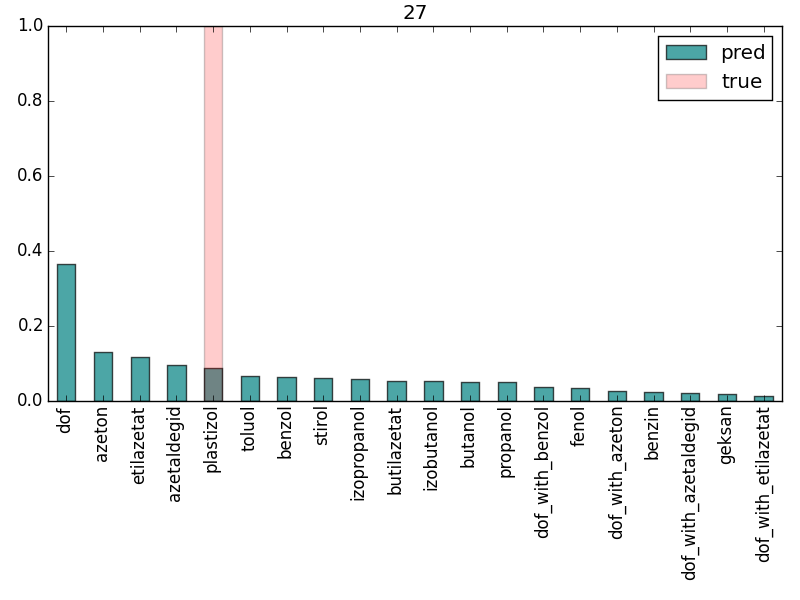 27
1.0
0.8
0.6
0.4
0.2
0.0
pred
true
dof
azeton
etilazetat
azetaldegid
plastizol
toluol
benzol
stirol
izopropanol
butilazetat
izobutanol
butanol
propanol
dof_with_benzol
fenol
dof_with_azeton
benzin
dof_with_azetaldegid
geksan
dof_with_etilazetat